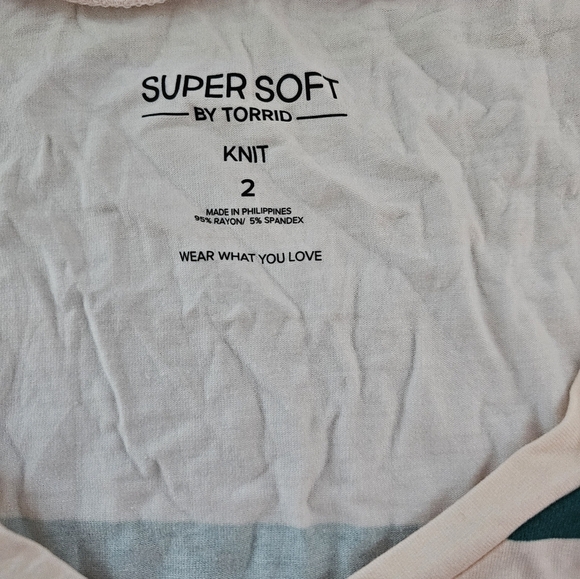 SUPER SOFT
BY TORRID
KNIT
2
MADE IN PHILIPPINES
95% RAYON/ 5% SPANDEX
WEAR WHAT YOU LOVE